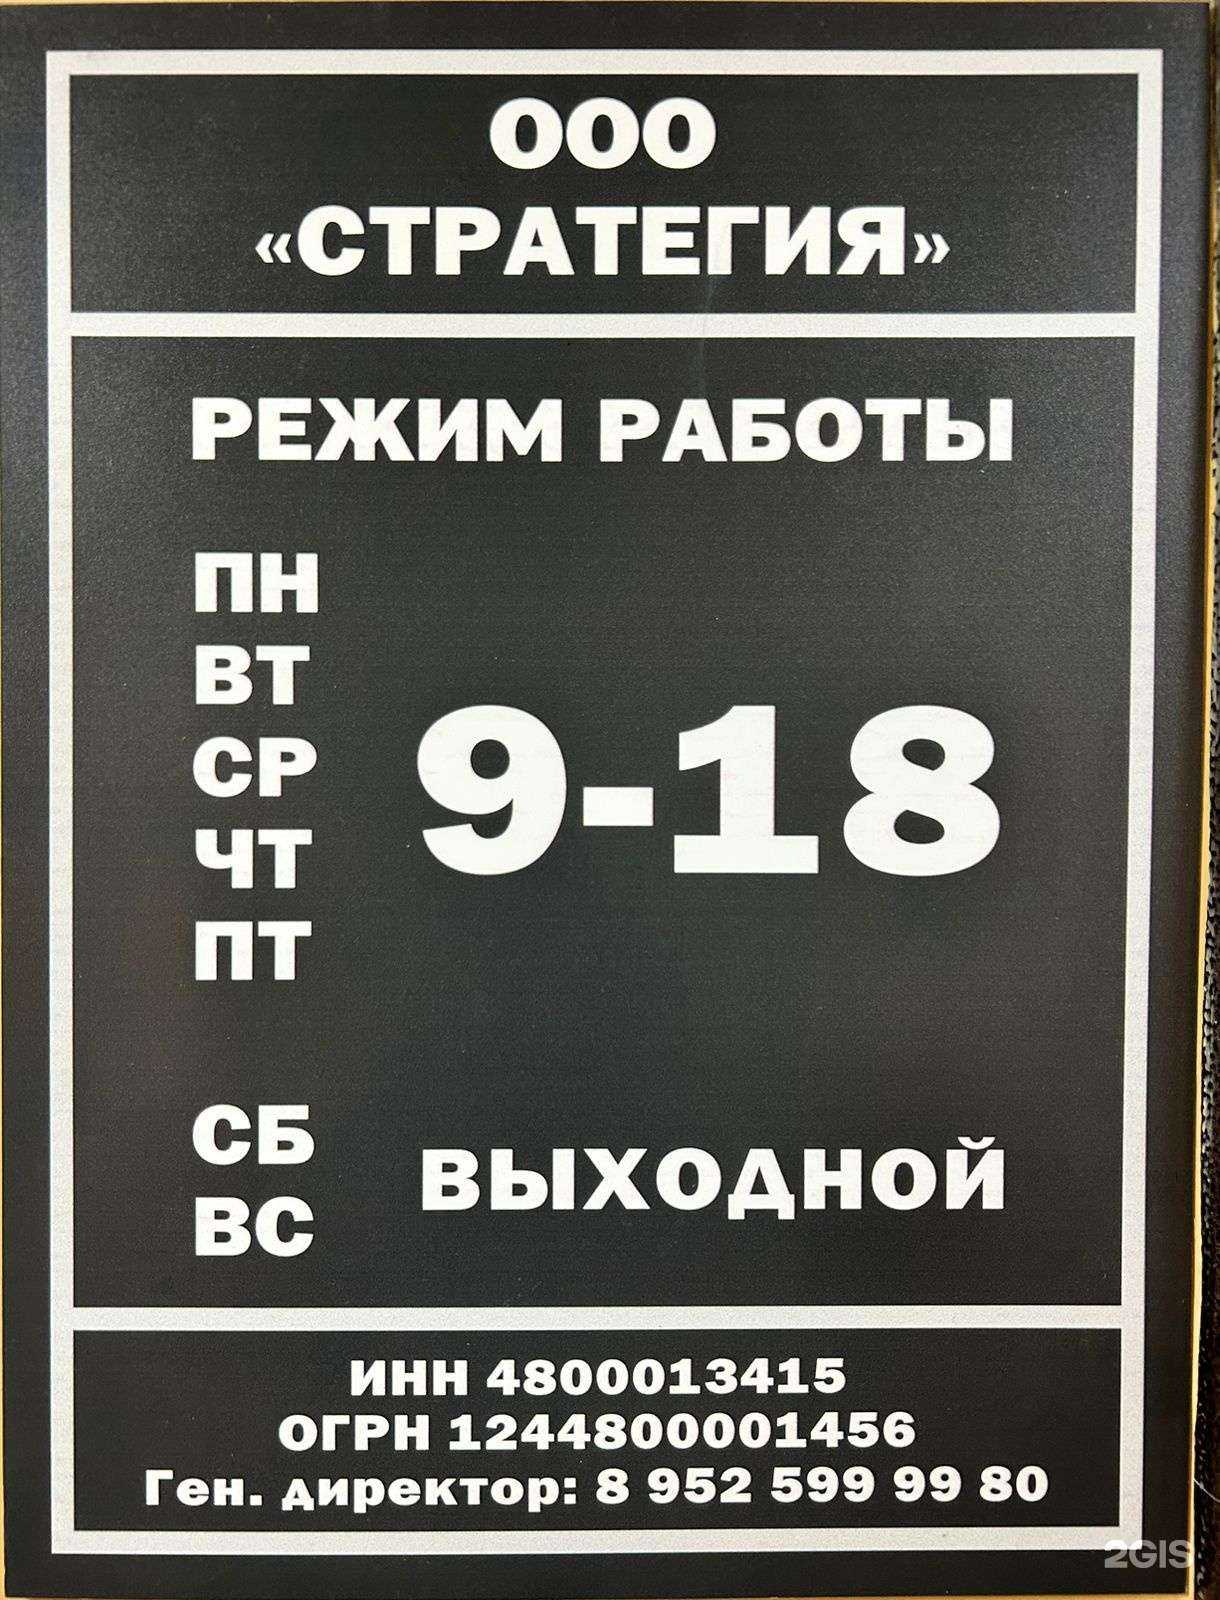 ООО
«СТРАТЕГИЯ»
РЕЖИМ РАБОТЫ
ПН
ВТ
СР
ЧТ
ПТ
9-18
СБ
ВС
ВЫХОДНОЙ
ИНН 4800013415
ОГРН 1244800001456
Ген. директор: 8 952 599 99 80
2GIS